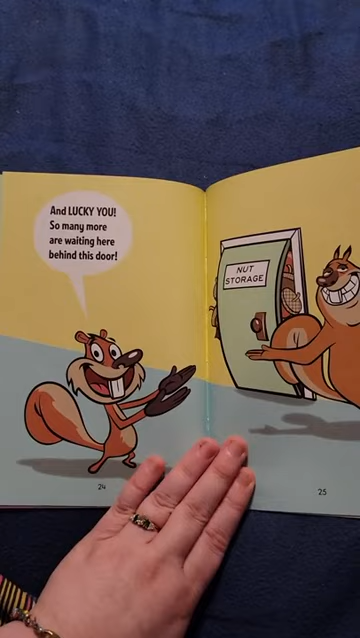 And LUCKY YOU!
So many more
are waiting here
behind this door!
NUT
STORAGE
24
25